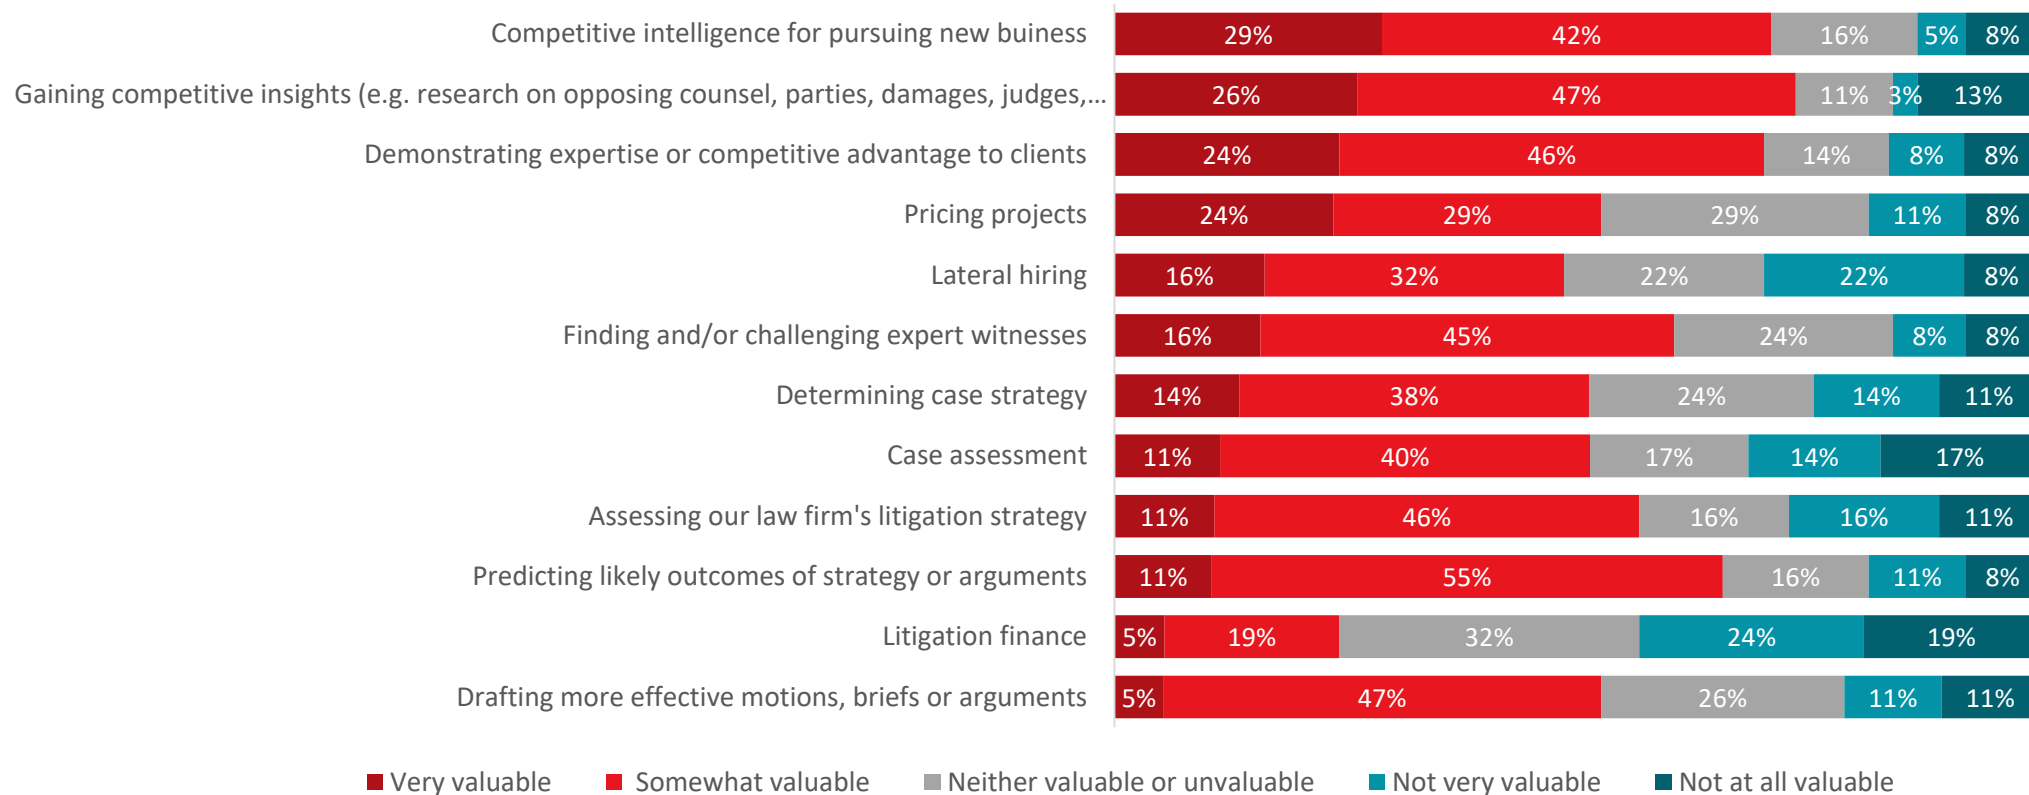 Competitive intelligence for pursuing new buiness 29% 42% 16% 5% 8%
Gaining competitive insights (e.g. research on opposing counsel, parties, damages, judges,... 26% 47% 11% 3% 13%
Demonstrating expertise or competitive advantage to clients 24% 46% 14% 8% 8%
Pricing projects 24% 29% 29% 11% 8%
Lateral hiring 16% 32% 22% 22% 8%
Finding and/or challenging expert witnesses 16% 45% 24% 8% 8%
Determining case strategy 14% 38% 24% 14% 11%
Case assessment 11% 40% 17% 14% 17%
Assessing our law firm's litigation strategy 11% 46% 16% 16% 11%
Predicting likely outcomes of strategy or arguments 11% 55% 16% 11% 8%
Litigation finance 5% 19% 32% 24% 19%
Drafting more effective motions, briefs or arguments 5% 47% 26% 11% 11%
Very valuable Somewhat valuable Neither valuable or unvaluable Not very valuable Not at all valuable